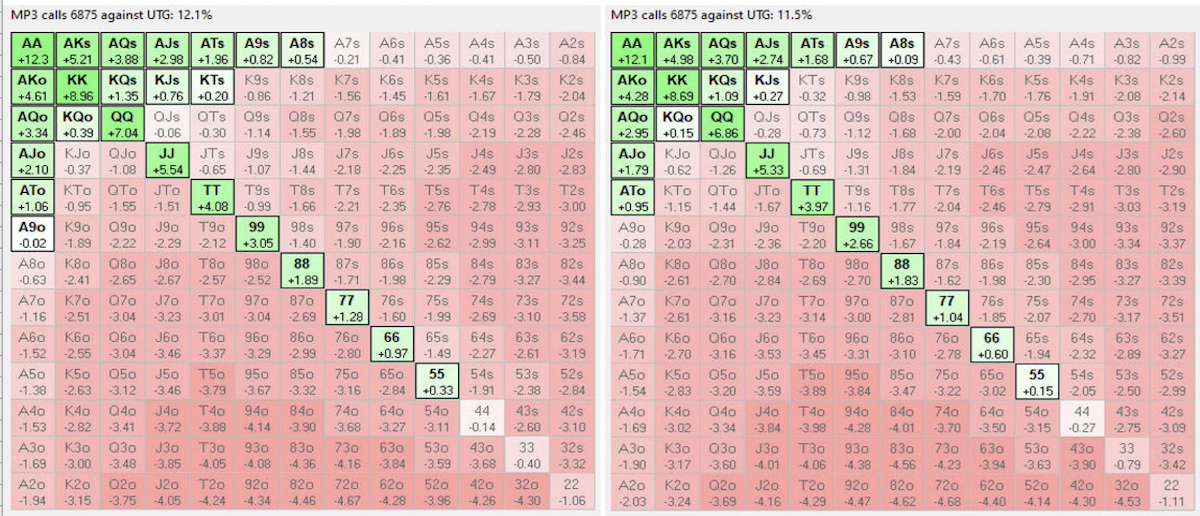 MP3 calls 6875 against UTG: 12.1%
AA AKs AQs AJs ATs A9s A8s A7s A6s A5s A4s A3s A2s
+12.3 +5.21 +3.88 +2.98 +1.96 +0.82 +0.54 -0.21 -0.41 -0.36 -0.41 -0.50 -0.84
AKo KK KQs KJs KTs K9s K8s K7s K6s K5s K4s K3s K2s
+4.61 +8.96 +1.35 +0.76 +0.20 -0.86 -1.21 -1.56 -1.45 -1.61 -1.67 -1.79 -2.04
AQo KQo QQ QJs QTs Q9s Q8s Q7s Q6s Q5s Q4s Q3s Q2s
+3.34 +0.39 +7.04 -0.06 -0.30 -1.14 -1.55 -1.98 -1.89 -1.98 -2.19 -2.28 -2.46
AJo KJo QJo JJ JTs J9s J8s J7s J6s J5s J4s J3s J2s
+2.10 -0.37 -1.08 +5.54 -0.65 -1.07 -1.44 -2.18 -2.25 -2.35 -2.49 -2.80 -2.83
ATo KTo QTo JTo TT T9s T8s T7s T6s T5s T4s T3s T2s
+1.06 -0.95 -1.55 -1.51 +4.08 -0.99 -1.66 -2.21 -2.35 -2.76 -2.78 -2.93 -3.00
A9o K9o Q9o J9o T9o 99 98s 97s 96s 95s 94s 93s 92s
-0.02 -1.89 -2.22 -2.29 -2.12 +3.05 -1.40 -1.90 -2.16 -2.62 -2.99 -3.11 -3.25
A8o K8o Q8o J8o T8o 98o 88 87s 86s 85s 84s 83s 82s
-0.63 -2.41 -2.65 -2.67 -2.57 -2.52 +1.89 -1.71 -1.98 -2.29 -2.79 -3.27 -3.44
A7o K7o Q7o J7o T7o 97o 87o 77 76s 75s 74s 73s 72s
-1.16 -2.51 -3.04 -3.23 -3.01 -3.04 -2.69 +1.28 -1.60 -1.99 -2.69 -3.10 -3.58
A6o K6o Q6o J6o T6o 96o 86o 76o 66 65s 64s 63s 62s
-1.52 -2.55 -3.04 -3.46 -3.37 -3.29 -2.99 -2.80 +0.97 -1.49 -2.27 -2.61 -3.19
A5o K5o Q5o J5o T5o 95o 85o 75o 65o 55 54s 53s 52s
-1.38 -2.63 -3.12 -3.46 -3.79 -3.67 -3.32 -3.16 -2.84 +0.33 -1.91 -2.38 -2.84
A4o K4o Q4o J4o T4o 94o 84o 74o 64o 54o 44 43s 42s
-1.53 -2.82 -3.41 -3.72 -3.88 -4.14 -3.90 -3.68 -3.27 -3.11 -0.14 -2.60 -3.10
A3o K3o Q3o J3o T3o 93o 83o 73o 63o 53o 43o 33 32s
-1.69 -3.00 -3.48 -3.85 -4.05 -4.08 -4.36 -4.16 -3.84 -3.59 -3.68 -0.40 -3.32
A2o K2o Q2o J2o T2o 92o 82o 72o 62o 52o 42o 32o 22
-1.94 -3.15 -3.75 -4.05 -4.24 -4.34 -4.46 -4.67 -4.28 -3.96 -4.26 -4.30 -1.06
MP3 calls 6875 against UTG: 11.5%
AA AKs AQs AJs ATs A9s A8s A7s A6s A5s A4s A3s A2s
+12.1 +4.98 +3.70 +2.74 +1.68 +0.67 +0.09 -0.43 -0.61 -0.39 -0.71 -0.82 -0.99
AKo KK KQs KJs KTs K9s K8s K7s K6s K5s K4s K3s K2s
+4.28 +8.69 +1.09 +0.27 -0.32 -0.98 -1.53 -1.59 -1.70 -1.76 -1.91 -2.08 -2.14
AQo KQo QQ QJs QTs Q9s Q8s Q7s Q6s Q5s Q4s Q3s Q2s
+2.95 +0.15 +6.86 -0.28 -0.73 -1.12 -1.68 -2.00 -2.04 -2.08 -2.22 -2.38 -2.60
AJo KJo QJo JJ JTs J9s J8s J7s J6s J5s J4s J3s J2s
+1.79 -0.62 -1.26 +5.33 -0.69 -1.31 -1.84 -2.19 -2.46 -2.47 -2.64 -2.80 -2.90
ATo KTo QTo JTo TT T9s T8s T7s T6s T5s T4s T3s T2s
+0.95 -1.15 -1.44 -1.67 +3.97 -1.16 -1.77 -2.04 -2.46 -2.79 -2.91 -3.03 -3.19
A9o K9o Q9o J9o T9o 99 98s 97s 96s 95s 94s 93s 92s
-0.28 -2.03 -2.31 -2.36 -2.20 +2.66 -1.67 -1.84 -2.19 -2.64 -3.00 -3.34 -3.37
A8o K8o Q8o J8o T8o 98o 88 87s 86s 85s 84s 83s 82s
-0.90 -2.61 -2.70 -2.84 -2.69 -2.70 +1.83 -1.62 -1.98 -2.30 -2.95 -3.27 -3.39
A7o K7o Q7o J7o T7o 97o 87o 77 76s 75s 74s 73s 72s
-1.37 -2.61 -3.16 -3.23 -3.14 -3.00 -2.81 +1.04 -1.85 -2.07 -2.70 -3.17 -3.51
A6o K6o Q6o J6o T6o 96o 86o 76o 66 65s 64s 63s 62s
-1.71 -2.70 -3.16 -3.53 -3.45 -3.31 -3.10 -2.78 +0.60 -1.94 -2.32 -2.89 -3.27
A5o K5o Q5o J5o T5o 95o 85o 75o 65o 55 54s 53s 52s
-1.54 -2.83 -3.20 -3.59 -3.89 -3.84 -3.47 -3.22 -3.02 +0.15 -2.05 -2.50 -2.99
A4o K4o Q4o J4o T4o 94o 84o 74o 64o 54o 44 43s 42s
-1.69 -3.02 -3.34 -3.84 -3.98 -4.28 -4.01 -3.70 -3.50 -3.15 -0.27 -2.75 -3.09
A3o K3o Q3o J3o T3o 93o 83o 73o 63o 53o 43o 33 32s
-1.90 -3.17 -3.60 -4.01 -4.06 -4.38 -4.56 -4.23 -3.94 -3.63 -3.90 -0.79 -3.42
A2o K2o Q2o J2o T2o 92o 82o 72o 62o 52o 42o 32o 22
-2.03 -3.24 -3.69 -4.16 -4.29 -4.47 -4.62 -4.68 -4.40 -4.14 -4.30 -4.53 -1.11